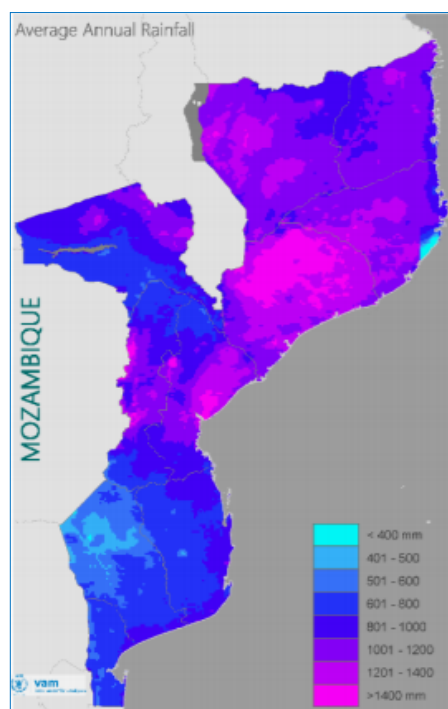 Average Annual Rainfall
MOZAMBIQUE
< 400 mm
401 - 500
501 - 600
601 - 800
801 - 1000
1001 - 1200
1201 - 1400
>1400 mm
vam